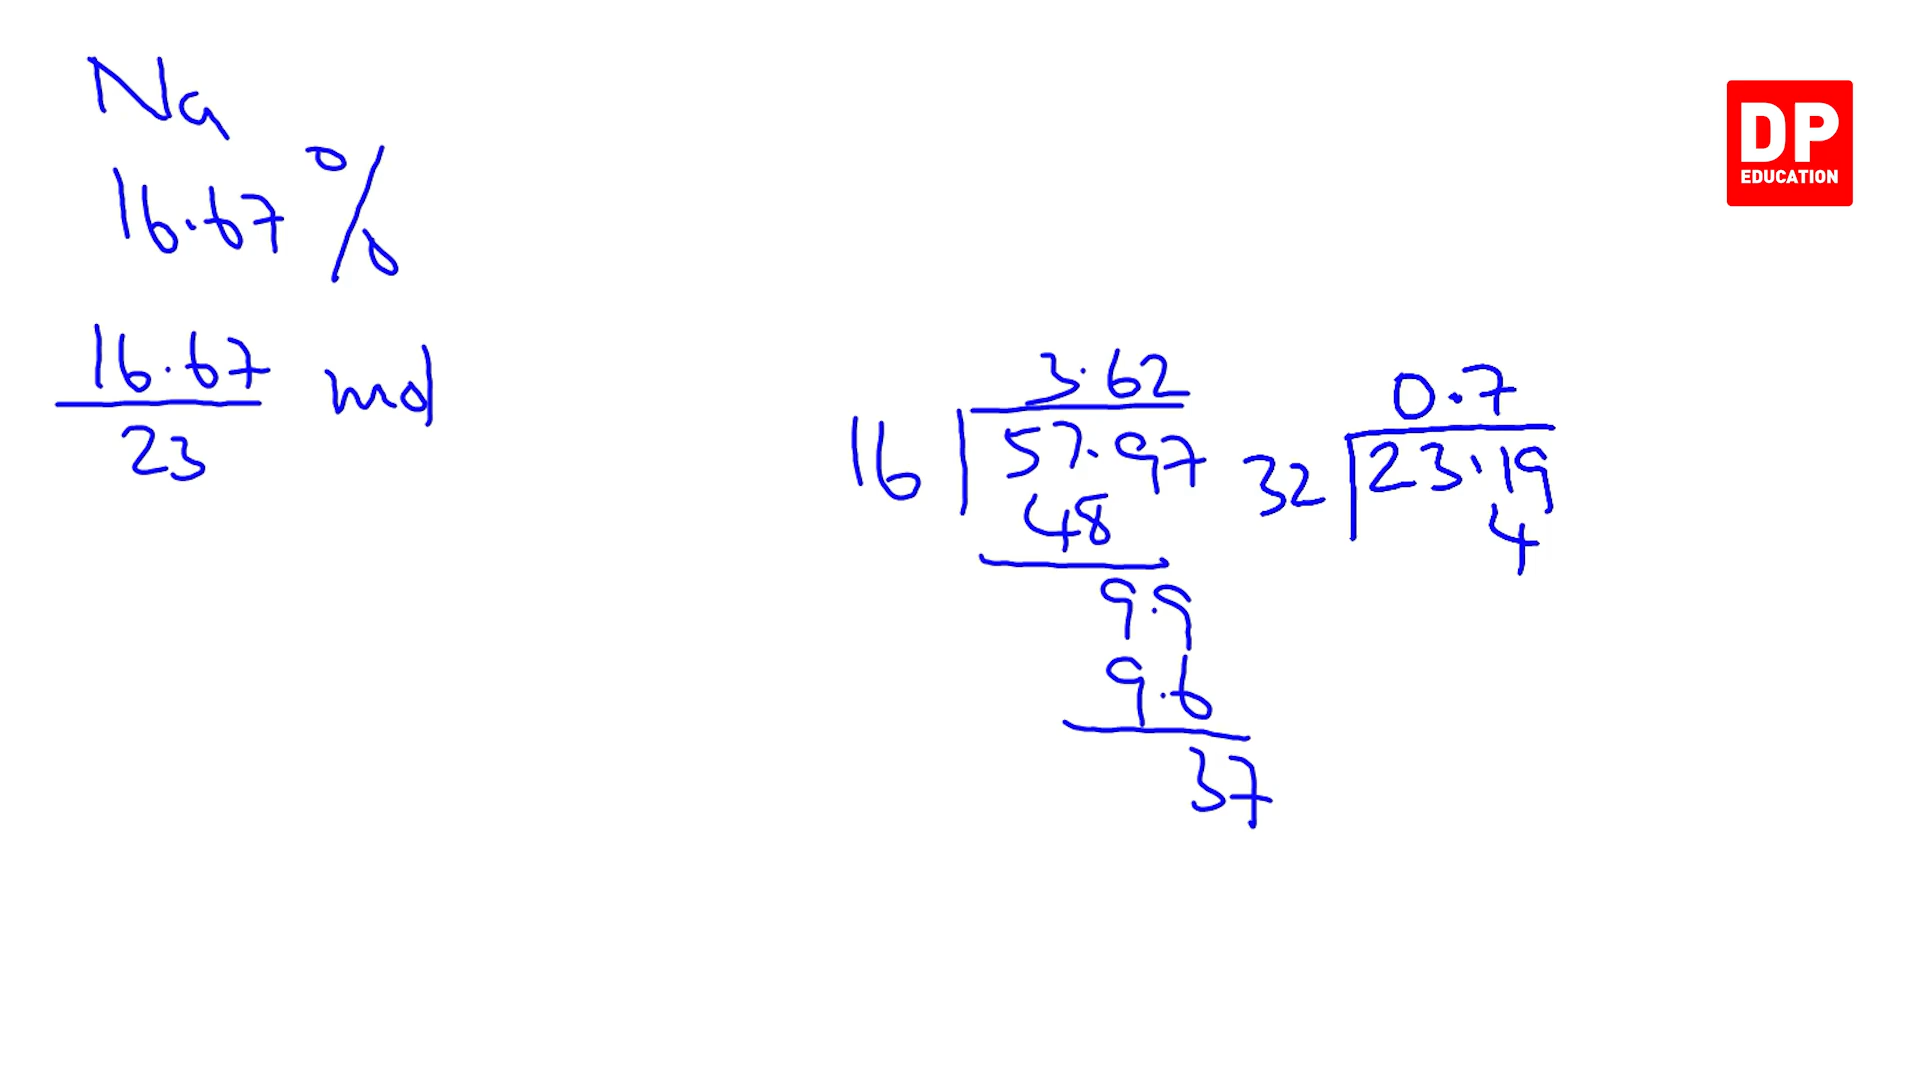 Na
16.67 %
16.67 mol
23
3.62
16 57.97
48
9.9
9.6
37
0.7
32 23.19
4
DP
EDUCATION